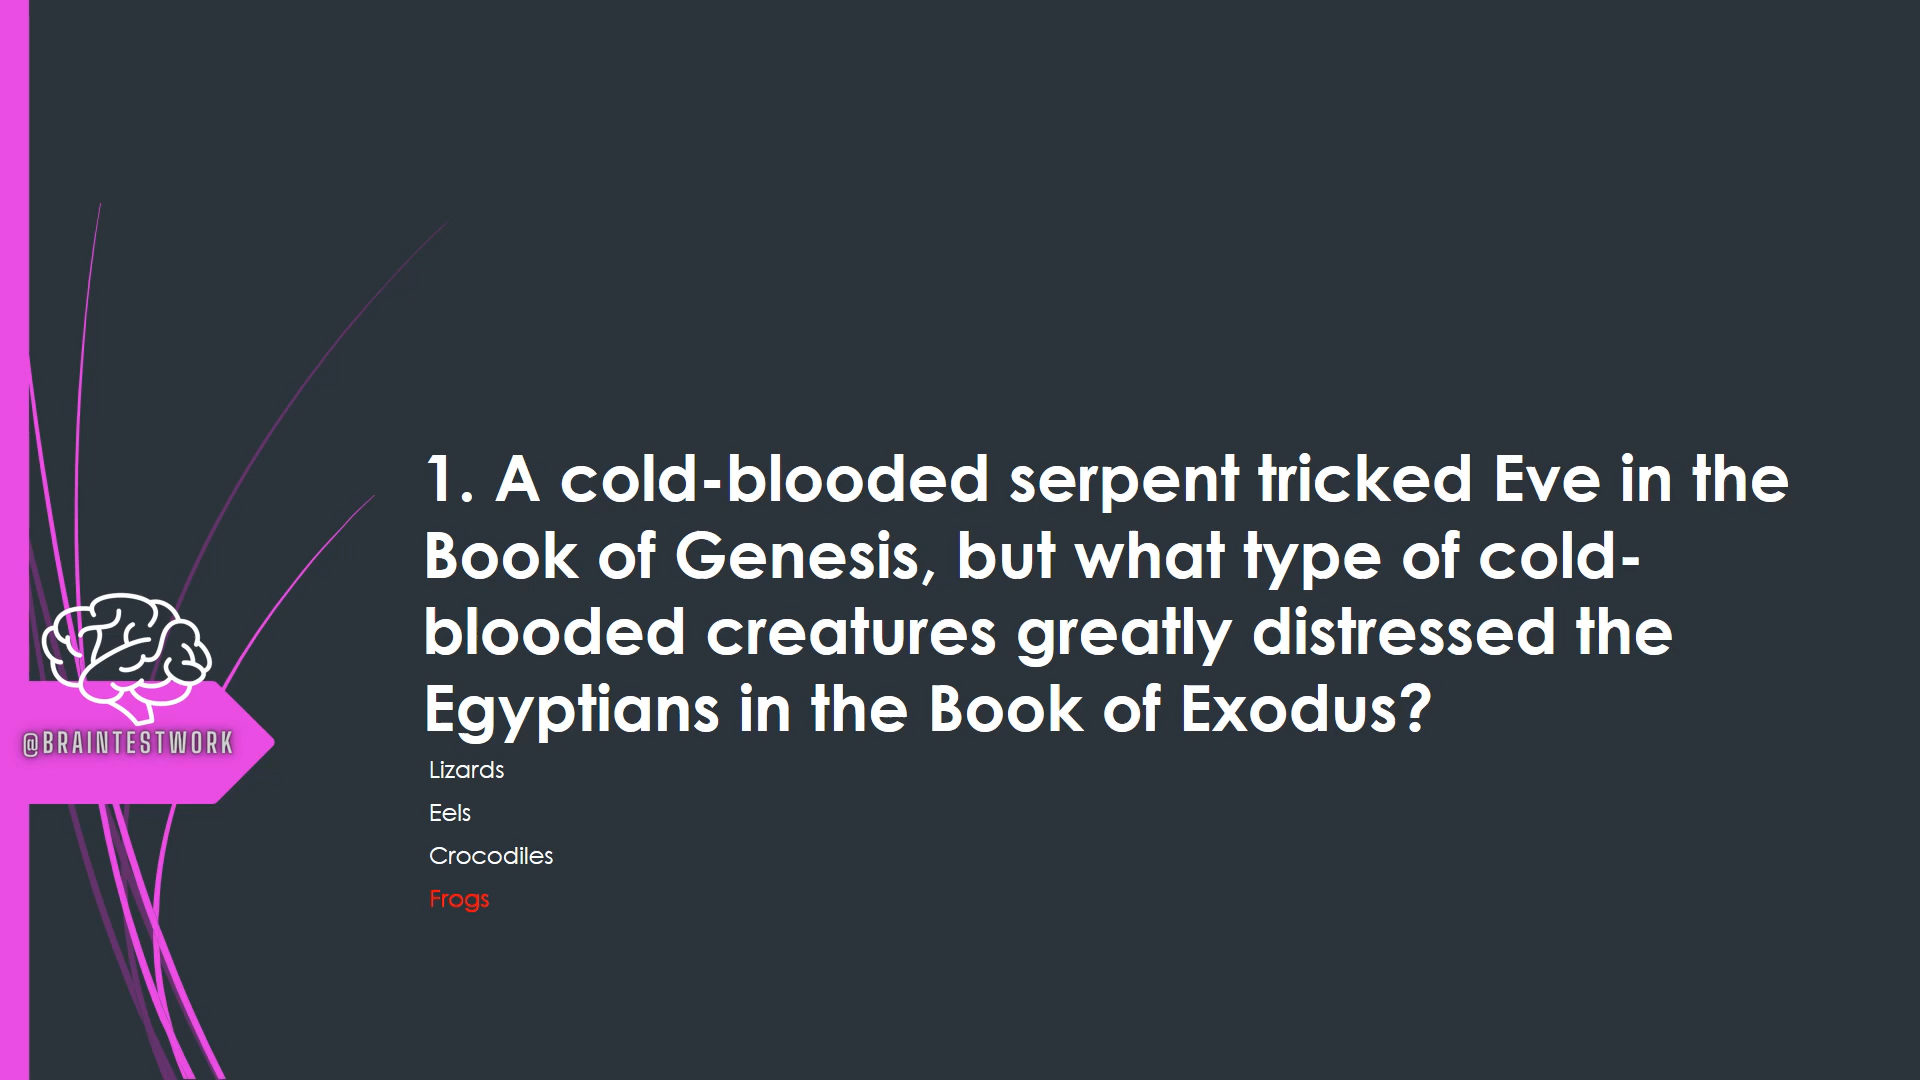 1. A cold-blooded serpent tricked Eve in the
Book of Genesis, but what type of cold-
blooded creatures greatly distressed the
Egyptians in the Book of Exodus?
@BRAINTESTWORK
Lizards
Eels
Crocodiles
Frogs